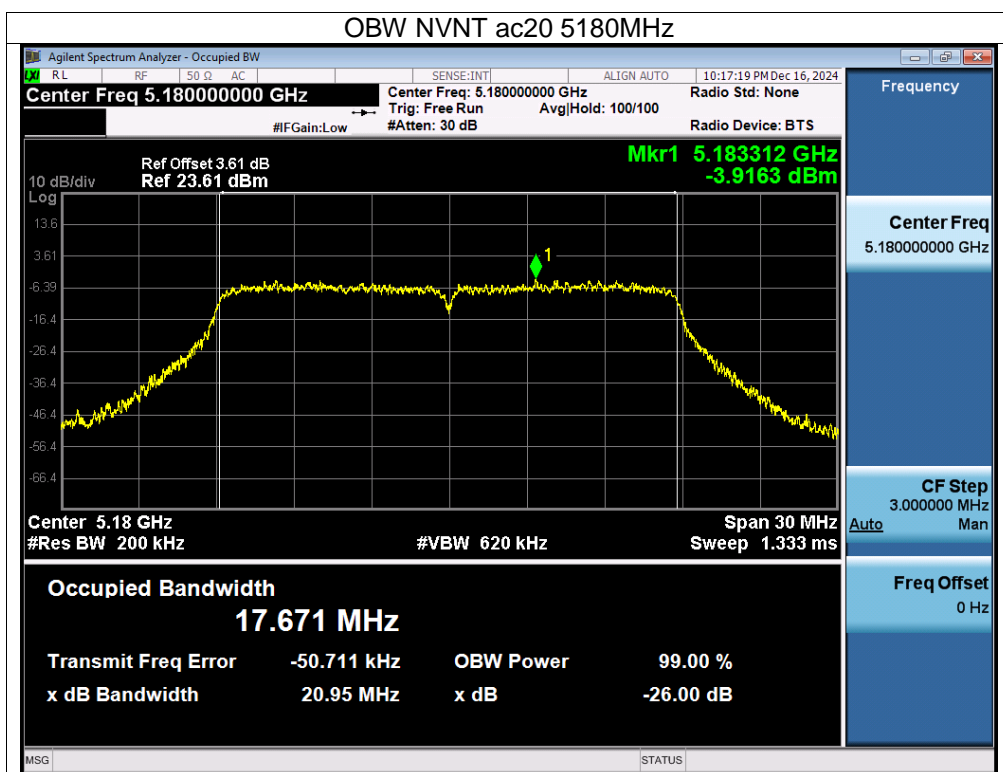 OBW NVNT ac20 5180MHz
Agilent Spectrum Analyzer - Occupied BW
LXI RL RF 50 Ω AC SENSE:INT ALIGN AUTO 10:17:19 PM Dec 16, 2024
Center Freq 5.180000000 GHz
Center Freq: 5.180000000 GHz Radio Std: None
Trig: Free Run Avg|Hold: 100/100
#IFGain:Low #Atten: 30 dB Radio Device: BTS
Frequency
Mkr1 5.183312 GHz
-3.9163 dBm
Ref Offset 3.61 dB
10 dB/div Ref 23.61 dBm
Log
13.6
3.61
-6.39
-16.4
-26.4
-36.4
-46.4
-56.4
-66.4
1
Center 5.18 GHz Span 30 MHz
#Res BW 200 kHz #VBW 620 kHz Sweep 1.333 ms
Center Freq
5.180000000 GHz
CF Step
3.000000 MHz
Auto Man
Freq Offset
0 Hz
Occupied Bandwidth
17.671 MHz
Transmit Freq Error -50.711 kHz OBW Power 99.00 %
x dB Bandwidth 20.95 MHz x dB -26.00 dB
MSG STATUS